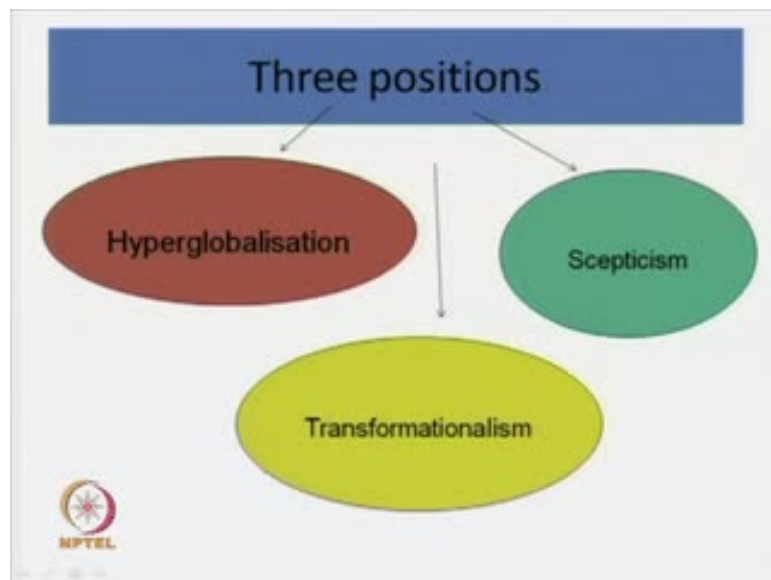 Three positions
Hyperglobalisation
Scepticism
Transformationalism
NPTEL